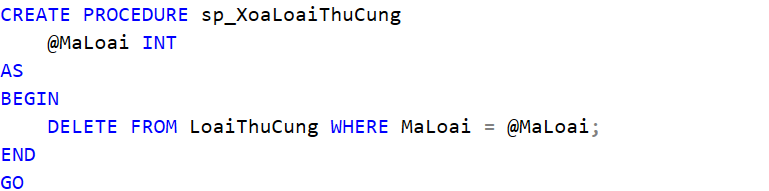 CREATE PROCEDURE sp_XoaLoaiThuCung
    @MaLoai INT
AS
BEGIN
    DELETE FROM LoaiThuCung WHERE MaLoai = @MaLoai;
END
GO